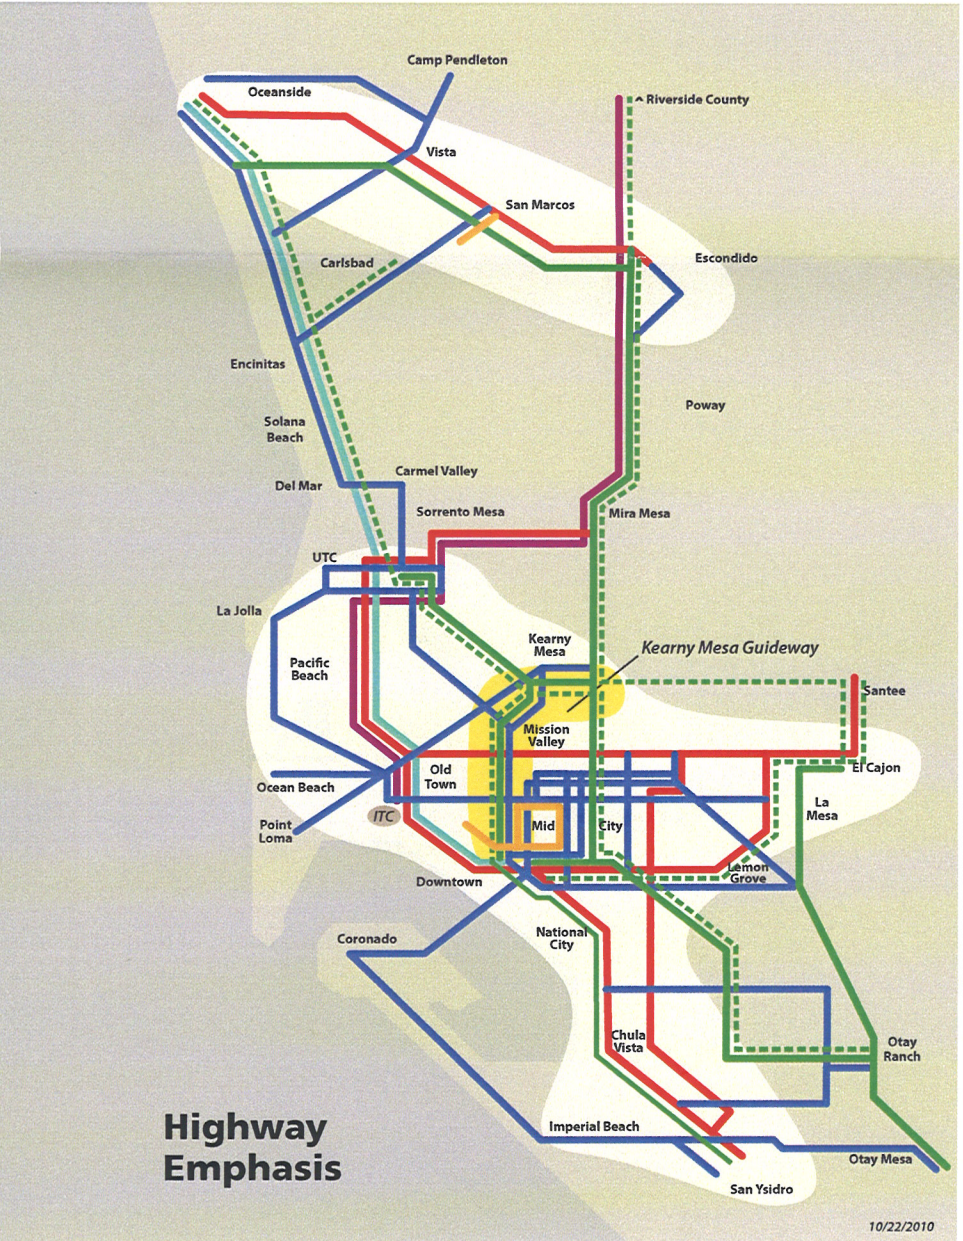 Camp Pendleton
Oceanside
^ Riverside County
Vista
San Marcos
Escondido
Carlsbad
Encinitas
Poway
Solana
Beach
Carmel Valley
Del Mar
Sorrento Mesa
Mira Mesa
UTC
La Jolla
Kearny
Mesa
Kearny Mesa Guideway
Pacific
Beach
Santee
Mission
Valley
El Cajon
Old
Town
Ocean Beach
La
Mesa
ITC
Point
Loma
Mid
City
Lemon
Grove
Downtown
National
City
Coronado
Chula
Vista
Otay
Ranch
Highway
Emphasis
Imperial Beach
Otay Mesa
San Ysidro
10/22/2010